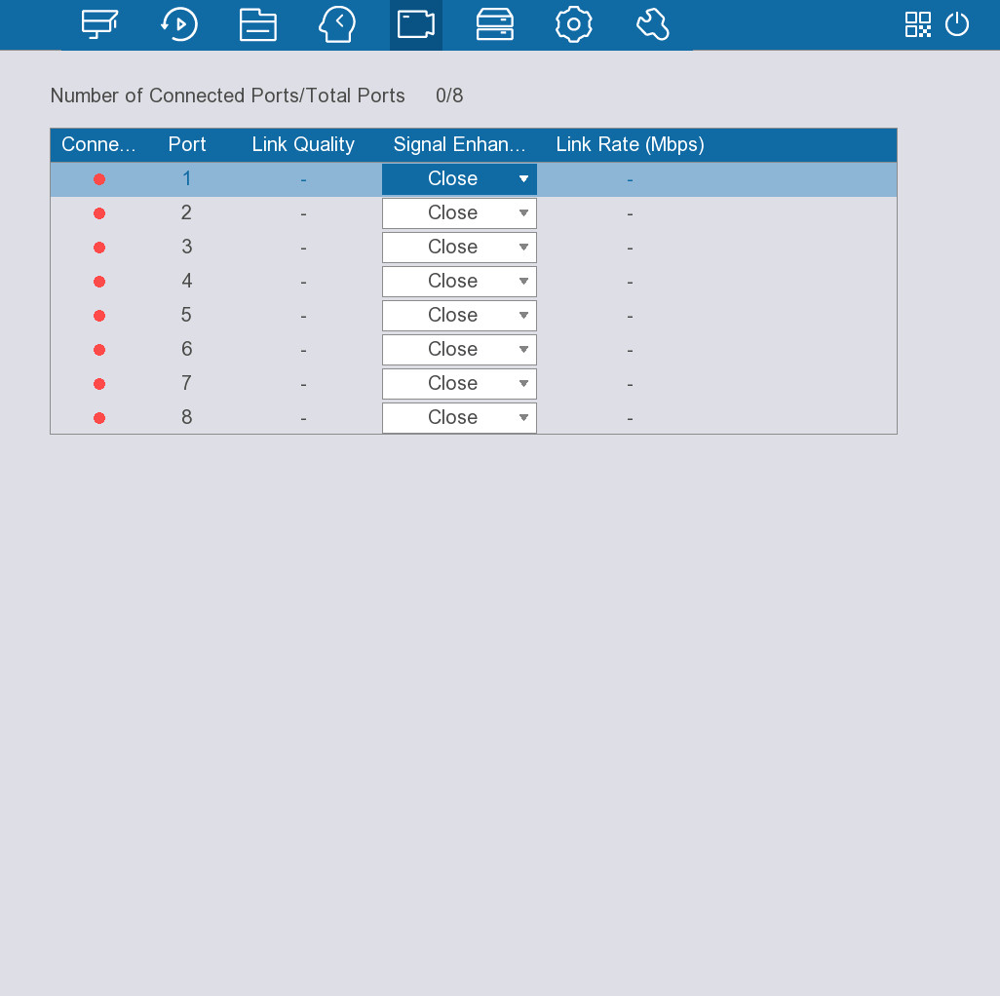 Number of Connected Ports/Total Ports 0/8
Conne... Port Link Quality Signal Enhan... Link Rate (Mbps)
1 - Close -
2 - Close -
3 - Close -
4 - Close -
5 - Close -
6 - Close -
7 - Close -
8 - Close -